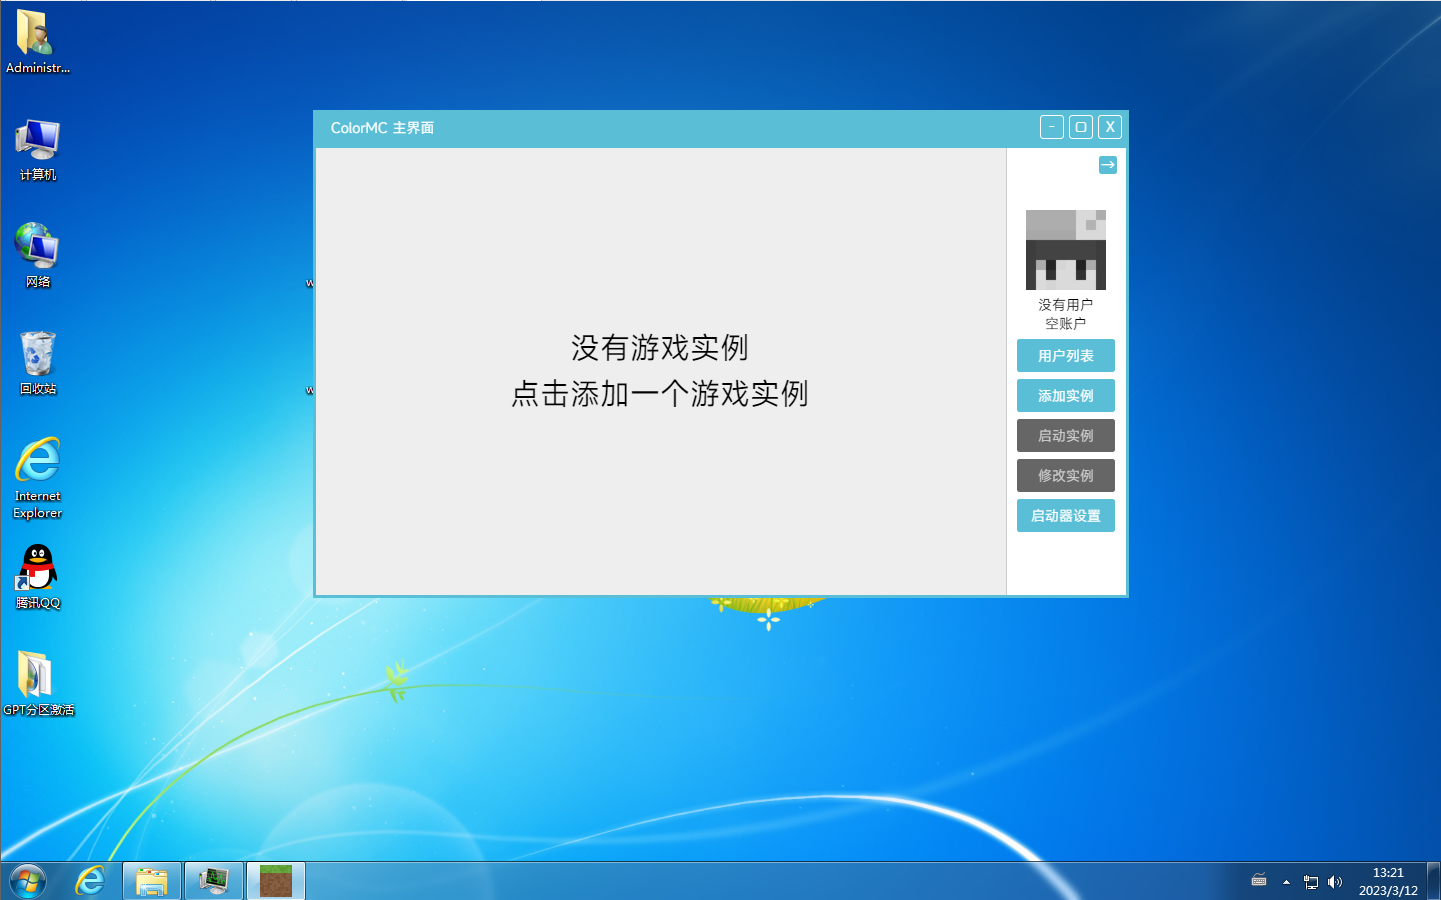 Administr...
计算机
网络
回收站
Internet
Explorer
腾讯QQ
GPT分区激活
ColorMC 主界面
没有游戏实例
点击添加一个游戏实例
没有用户
空账户
用户列表
添加实例
启动实例
修改实例
启动器设置
13:21
2023/3/12